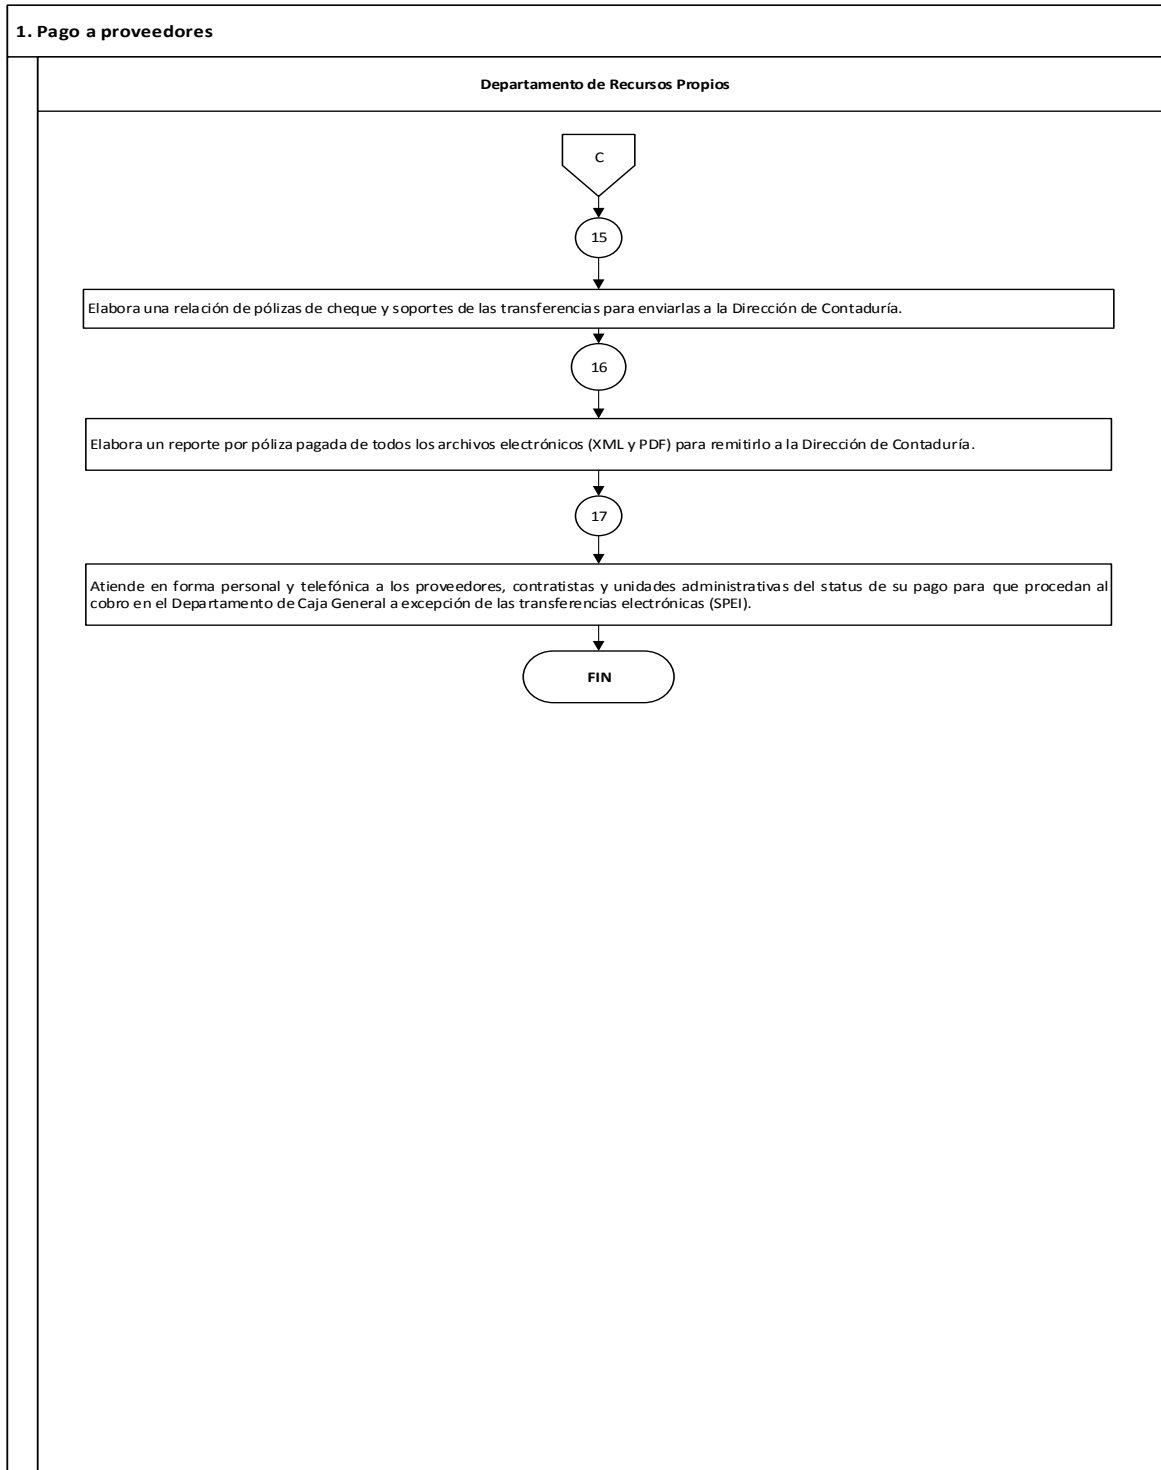 1. Pago a proveedores
Departamento de Recursos Propios
C
15
Elabora una relación de pólizas de cheque y soportes de las transferencias para enviarlas a la Dirección de Contaduría.
16
Elabora un reporte por póliza pagada de todos los archivos electrónicos (XML y PDF) para remitirlo a la Dirección de Contaduría.
17
Atiende en forma personal y telefónica a los proveedores, contratistas y unidades administrativas del status de su pago para que procedan al
cobro en el Departamento de Caja General a excepción de las transferencias electrónicas (SPEI).
FIN